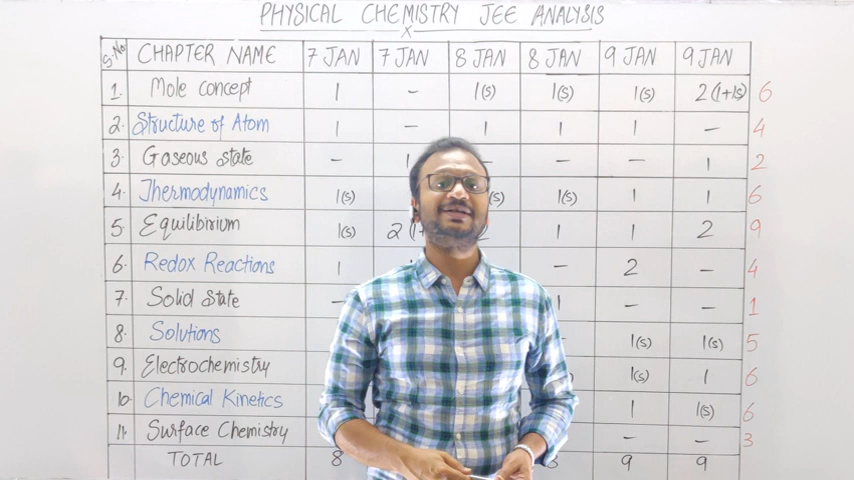 PHYSICAL CHEMISTRY JEE ANALYSIS
S.No. CHAPTER NAME 7 JAN 7 JAN 8 JAN 8 JAN 9 JAN 9 JAN
1. Mole concept 1 - 1(s) 1(s) 1(s) 2(1+1s) 6
2. Structure of Atom 1 - 1 1 1 - 4
3. Gaseous state - 1 - - - 1 2
4. Thermodynamics 1(s) (s) 1(s) 1 1 6
5. Equilibrium 1(s) 2 1 1 2 9
6. Redox Reactions 1 - 2 - 4
7. Solid State - 1 - - 1
8. Solutions 1(s) 1(s) 5
9. Electrochemistry 1(s) 1 6
10. Chemical Kinetics 1 1(s) 6
11. Surface Chemistry - - 3
TOTAL 8 9 9